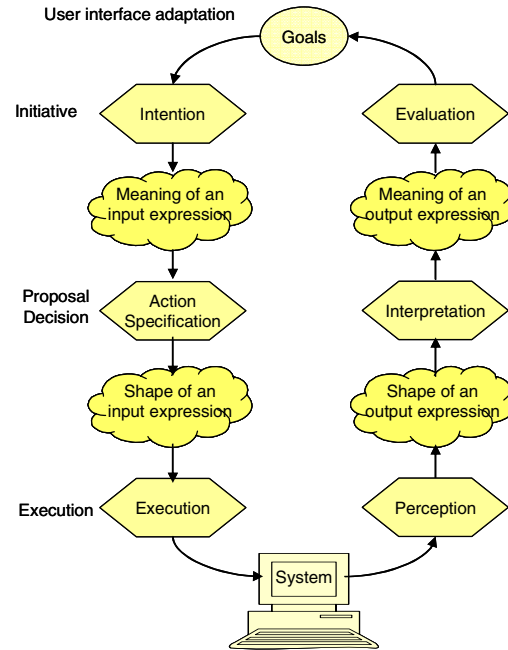 User interface adaptation
Goals
Initiative
Intention
Evaluation
Meaning of an
input expression
Meaning of an
output expression
Proposal
Decision
Action
Specification
Interpretation
Shape of an
input expression
Shape of an
output expression
Execution
Execution
Perception
System